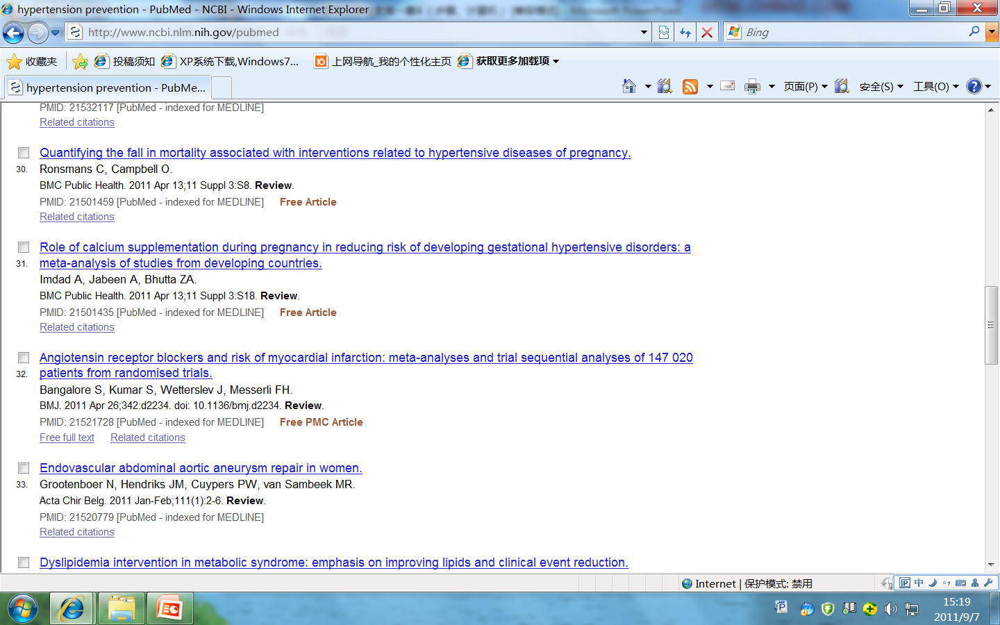 hypertension prevention - PubMed - NCBI - Windows Internet Explorer
http://www.ncbi.nlm.nih.gov/pubmed
Bing
收藏夹
投稿须知
XP系统下载,Windows7...
上网导航_我的个性化主页
获取更多加载项
hypertension prevention - PubMe...
页面(P)
安全(S)
工具(O)
PMID: 21532117 [PubMed - indexed for MEDLINE]
Related citations
Quantifying the fall in mortality associated with interventions related to hypertensive diseases of pregnancy.
30. Ronsmans C, Campbell O.
BMC Public Health. 2011 Apr 13;11 Suppl 3:S8. Review.
PMID: 21501459 [PubMed - indexed for MEDLINE] Free Article
Related citations
Role of calcium supplementation during pregnancy in reducing risk of developing gestational hypertensive disorders: a
31. meta-analysis of studies from developing countries.
Imdad A, Jabeen A, Bhutta ZA.
BMC Public Health. 2011 Apr 13;11 Suppl 3:S18. Review.
PMID: 21501435 [PubMed - indexed for MEDLINE] Free Article
Related citations
Angiotensin receptor blockers and risk of myocardial infarction: meta-analyses and trial sequential analyses of 147 020
32. patients from randomised trials.
Bangalore S, Kumar S, Wetterslev J, Messerli FH.
BMJ. 2011 Apr 26;342:d2234. doi: 10.1136/bmj.d2234. Review.
PMID: 21521728 [PubMed - indexed for MEDLINE] Free PMC Article
Free full text Related citations
Endovascular abdominal aortic aneurysm repair in women.
33. Grootenboer N, Hendriks JM, Cuypers PW, van Sambeek MR.
Acta Chir Belg. 2011 Jan-Feb;111(1):2-6. Review.
PMID: 21520779 [PubMed - indexed for MEDLINE]
Related citations
Dyslipidemia intervention in metabolic syndrome: emphasis on improving lipids and clinical event reduction.
Internet | 保护模式: 禁用
中
15:19
2011/9/7